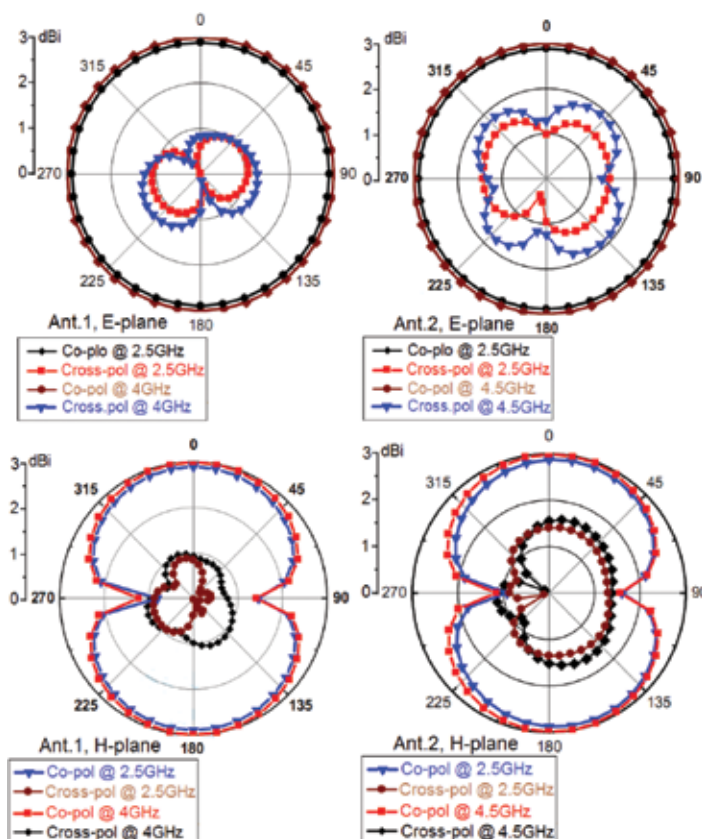 dBi
3
2
1
0
0
45
90
135
180
225
270
315
Ant.1, E-plane
Co-plo @ 2.5GHz
Cross-pol @ 2.5GHz
Co-pol @ 4GHz
Cross.pol @ 4GHz
dBi
3
2
1
0
0
45
90
135
180
225
270
315
Ant.2, E-plane
Co-plo @ 2.5GHz
Cross-pol @ 2.5GHz
Co-pol @ 4.5GHz
Cross.pol @ 4.5GHz
dBi
3
2
1
0
0
45
90
135
180
225
270
315
Ant.1, H-plane
Co-pol @ 2.5GHz
Cross-pol @ 2.5GHz
Co-pol @ 4GHz
Cross-pol @ 4GHz
dBi
3
2
1
0
0
45
90
135
180
225
270
315
Ant.2, H-plane
Co-pol @ 2.5GHz
Cross-pol @ 2.5GHz
Co-pol @ 4.5GHz
Cross-pol @ 4.5GHz